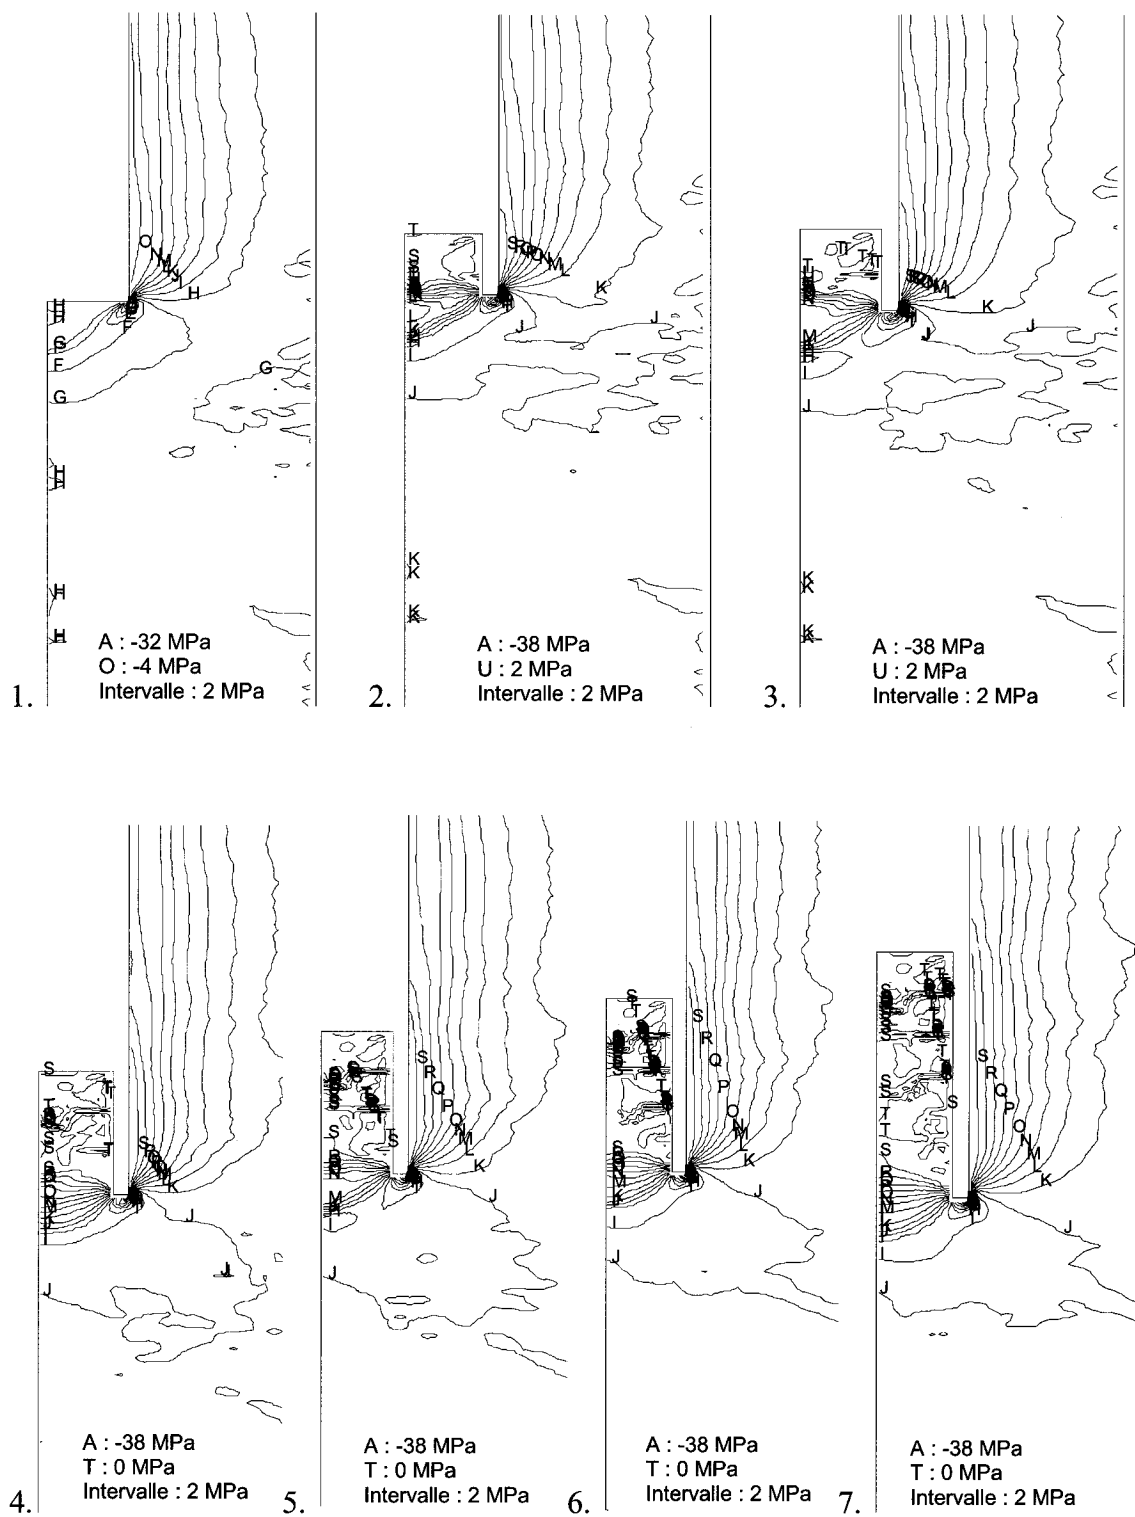 O
N
M
L
K
J
I
H
H
H
E
F
G
F
F
G
G
H
H
H
H
A : -32 MPa
O : -4 MPa
Intervalle : 2 MPa
1.
T
S
S
R
Q
P
O
N
M
L
K
J
J
I
J
K
K
K
K
A : -38 MPa
U : 2 MPa
Intervalle : 2 MPa
2.
T
T
T
T
T
N
M
L
K
J
J
M
H
I
J
K
K
K
K
A : -38 MPa
U : 2 MPa
Intervalle : 2 MPa
3.
S
T
T
S
T
S
R
M
K
O
N
M
J
I
J
J
J
A : -38 MPa
T : 0 MPa
Intervalle : 2 MPa
4.
S
R
Q
P
O
N
M
L
K
J
S
T
S
N
M
I
J
A : -38 MPa
T : 0 MPa
Intervalle : 2 MPa
5.
S
T
S
R
Q
P
O
N
M
L
K
J
T
M
I
J
A : -38 MPa
T : 0 MPa
Intervalle : 2 MPa
6.
T
T
S
T
S
R
Q
P
O
N
M
L
K
J
S
S
S
T
T
S
R
M
I
J
A : -38 MPa
T : 0 MPa
Intervalle : 2 MPa
7.